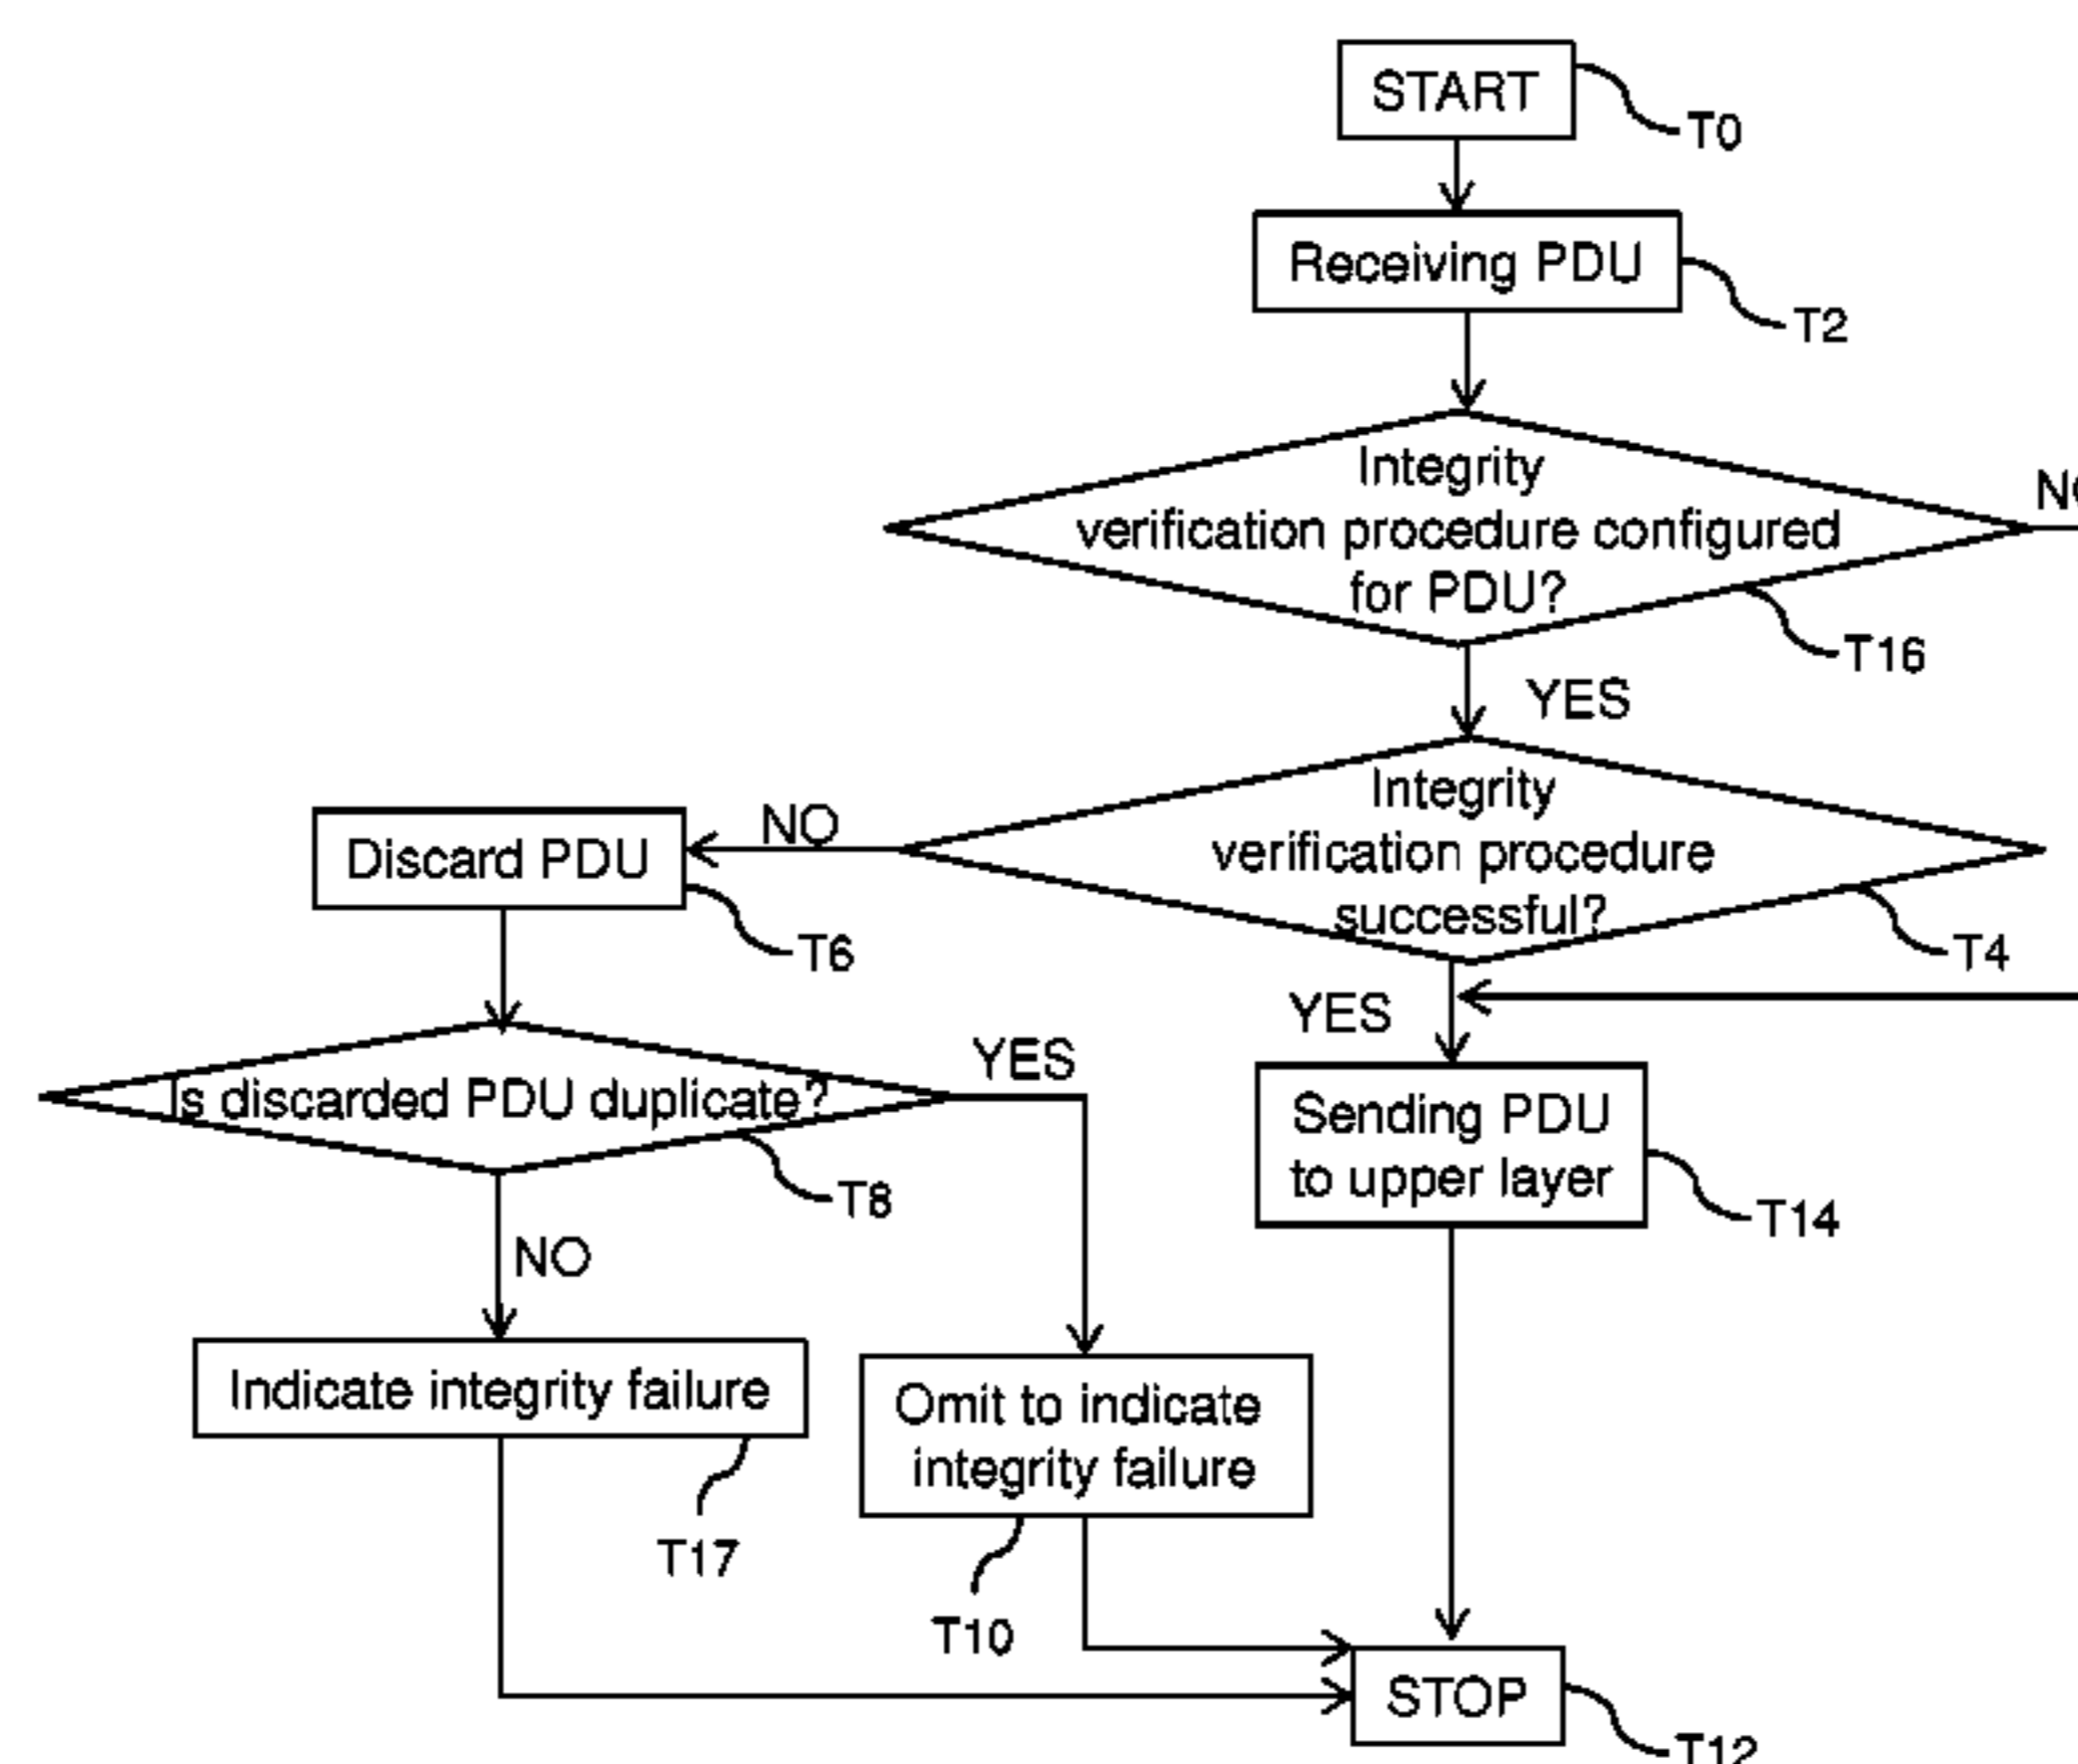 START
T0
Receiving PDU
T2
Integrity
verification procedure configured
for PDU?
T16
YES
Integrity
verification procedure
successful?
T4
NO
Discard PDU
T6
YES
Is discarded PDU duplicate?
T8
YES
Sending PDU
to upper layer
T14
NO
Indicate integrity failure
T17
Omit to indicate
integrity failure
T10
STOP
T12